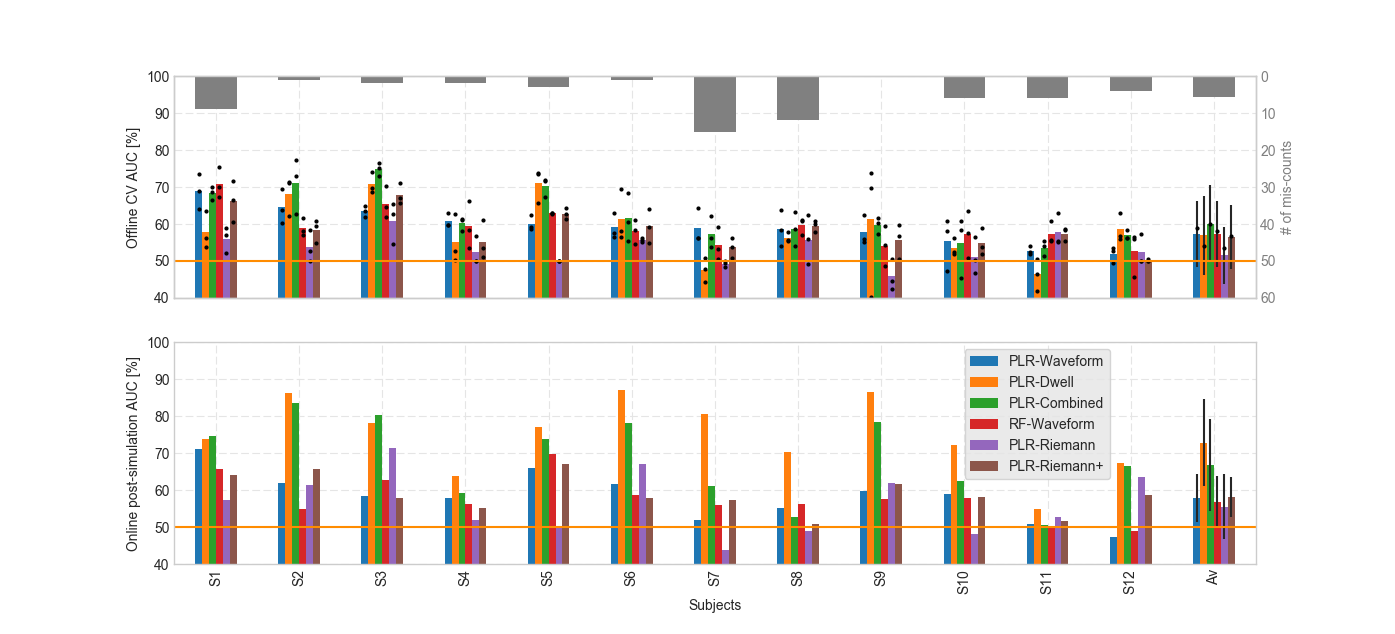 100
90
80
70
60
50
40
Offline CV AUC [%]
0
10
20
30
40
50
60
# of mis-counts
100
90
80
70
60
50
40
Online post-simulation AUC [%]
PLR-Waveform
PLR-Dwell
PLR-Combined
RF-Waveform
PLR-Riemann
PLR-Riemann+
S1
S2
S3
S4
S5
S6
S7
S8
S9
S10
S11
S12
Av
Subjects